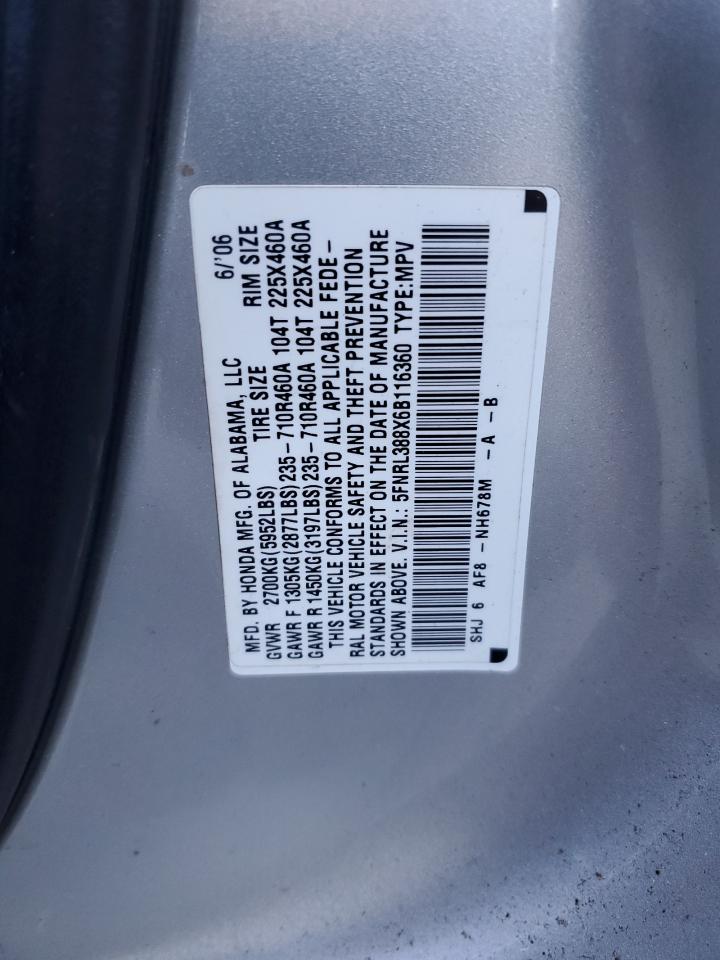 MFD. BY HONDA MFG. OF ALABAMA, LLC 6/'06
GVWR 2700KG(5952LBS) TIRE SIZE RIM SIZE
GAWR F 1305KG(2877LBS)235-710R460A 104T 225X460A
GAWR R 1450KG(3197LBS)235-710R460A 104T 225X460A
THIS VEHICLE CONFORMS TO ALL APPLICABLE FEDE-
RAL MOTOR VEHICLE SAFETY AND THEFT PREVENTION
STANDARDS IN EFFECT ON THE DATE OF MANUFACTURE
SHOWN ABOVE. V.I.N.: 5FNRL388X6B116360 TYPE:MPV
SHJ 6 AF8 -NH678M -A -B